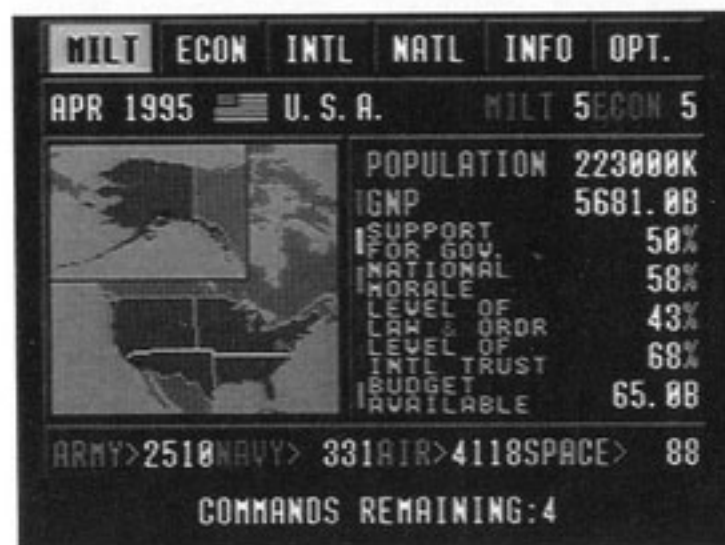 MILT ECON INTL NATL INFO OPT.
APR 1995 U.S.A. MILT 5 ECON 5
POPULATION 223000K
GNP 5681.0B
SUPPORT FOR GOV. 50%
NATIONAL MORALE 58%
LEVEL OF LAW & ORDR 43%
LEVEL OF INTL TRUST 68%
BUDGET AVAILABLE 65.0B
ARMY>2510 NAVY> 331 AIR>4118 SPACE> 88
COMMANDS REMAINING:4